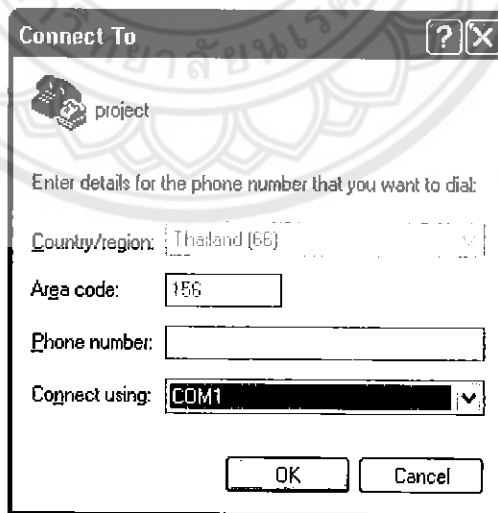 Connect To
project
Enter details for the phone number that you want to dial:
Country/region: Thailand (66)
Area code: 156
Phone number:
Connect using: COM1
OK Cancel